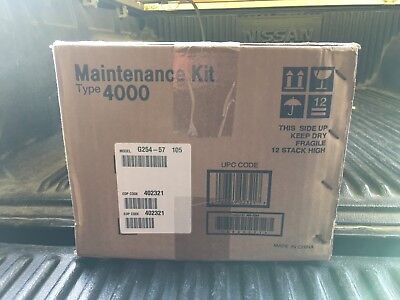 NISSAN
Maintenance Kit
Type 4000
12
THIS SIDE UP
KEEP DRY
FRAGILE
12 STACK HIGH
MODEL G254-57 105
UPC CODE
EDP CODE 402321
EDP CODE 402321
MADE IN CHINA